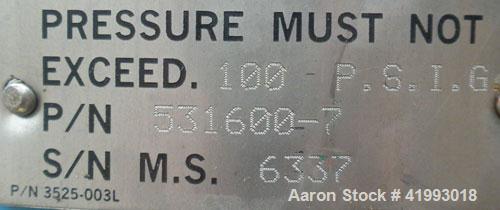 PRESSURE MUST NOT
EXCEED. 100 P.S.I.G
P/N 531600-7
S/N M.S. 6337
P/N 3525-003L
Aaron Stock # 41993018